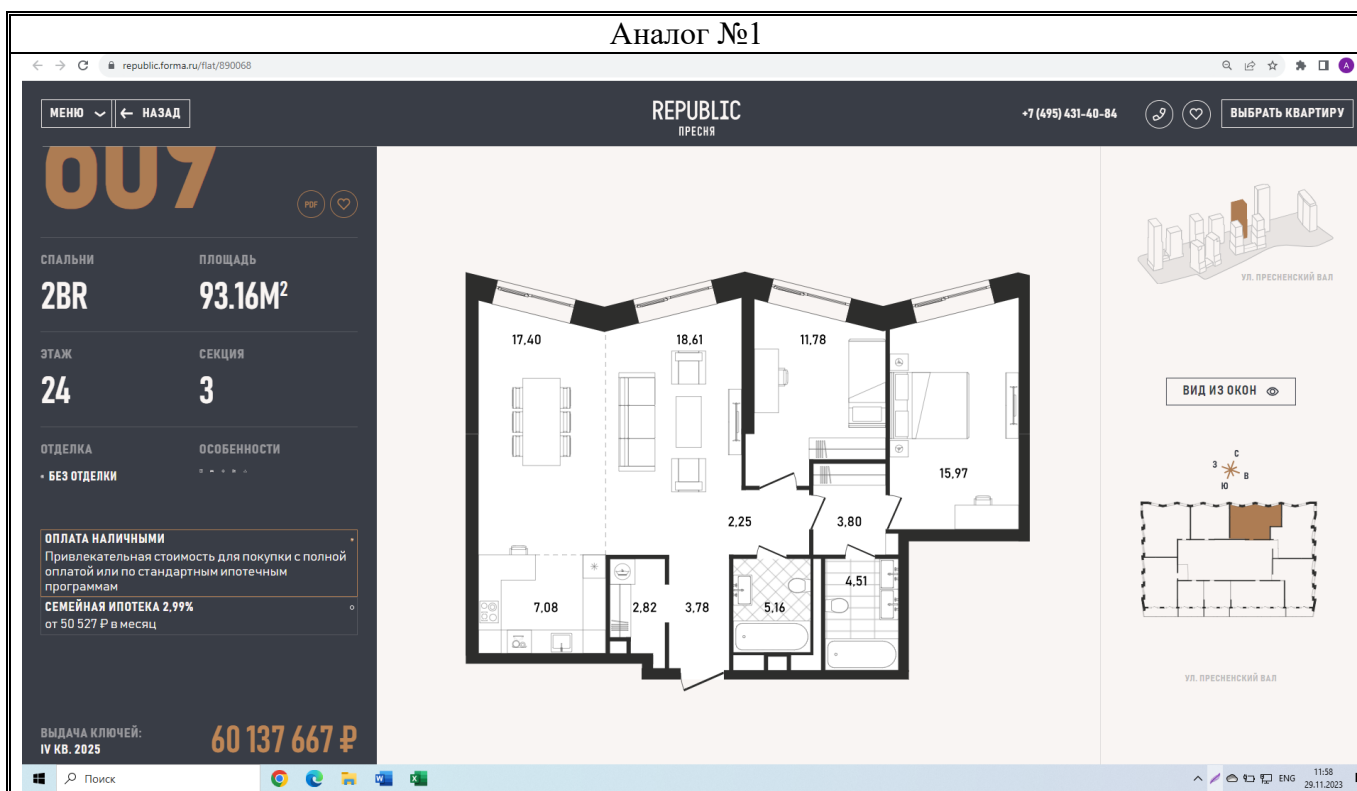 Аналог №1
republic.forma.ru/flat/890068
A
МЕНЮ
НАЗАД
REPUBLIC
ПРЕСНЯ
+7 (495) 431-40-84
ВЫБРАТЬ КВАРТИРУ
609
PDF
СПАЛЬНИ
ПЛОЩАДЬ
2BR
93.16М²
ЭТАЖ
СЕКЦИЯ
24
3
ОТДЕЛКА
ОСОБЕННОСТИ
• БЕЗ ОТДЕЛКИ
ОПЛАТА НАЛИЧНЫМИ
Привлекательная стоимость для покупки с полной
оплатой или по стандартным ипотечным
программам
СЕМЕЙНАЯ ИПОТЕКА 2,99%
от 50 527 ₽ в месяц
ВЫДАЧА КЛЮЧЕЙ:
IV КВ. 2025
60 137 667 ₽
17,40
18,61
11,78
15,97
2,25
3,80
7,08
2,82
3,78
5,16
4,51
УЛ. ПРЕСНЕНСКИЙ ВАЛ
ВИД ИЗ ОКОН
С
З
В
Ю
УЛ. ПРЕСНЕНСКИЙ ВАЛ
Поиск
ENG
11:58
29.11.2023